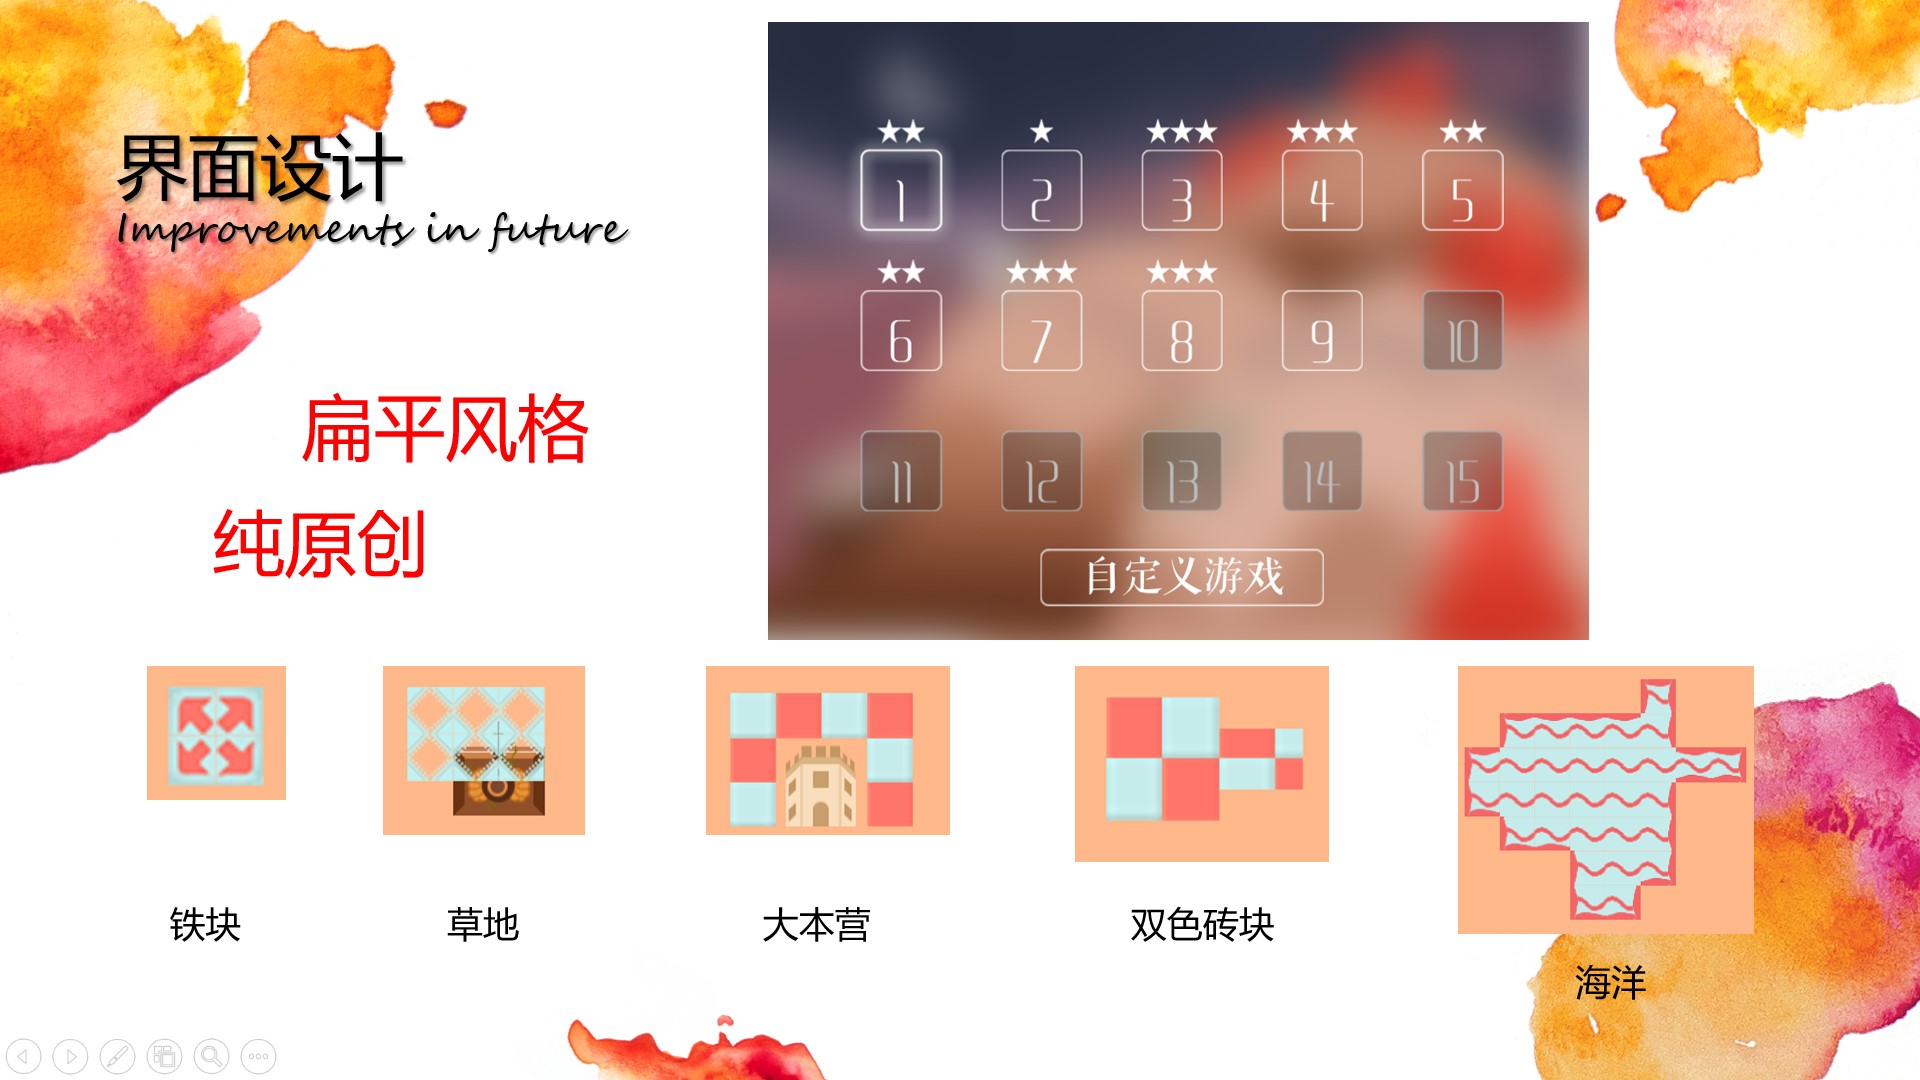 界面设计
Improvements in future
扁平风格
纯原创
★★ ★ ★★★ ★★★ ★★
1 2 3 4 5
★★ ★★★ ★★★
6 7 8 9 10
11 12 13 14 15
自定义游戏
铁块
草地
大本营
双色砖块
海洋